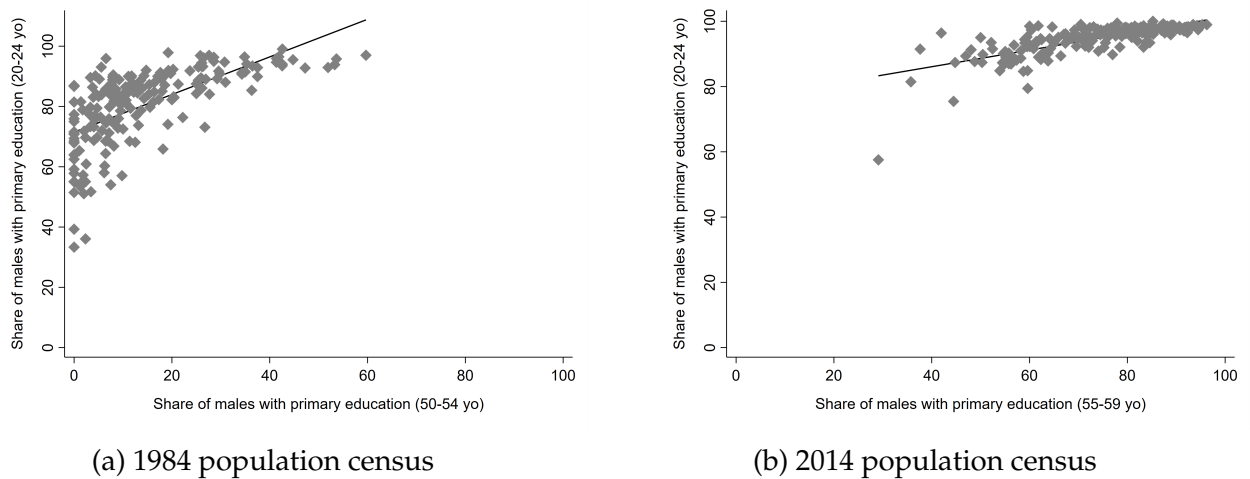 Share of males with primary education (20-24 yo)
100
80
60
40
20
0
0 20 40 60 80 100
Share of males with primary education (50-54 yo)
(a) 1984 population census
Share of males with primary education (20-24 yo)
100
80
60
40
20
0
0 20 40 60 80 100
Share of males with primary education (55-59 yo)
(b) 2014 population census